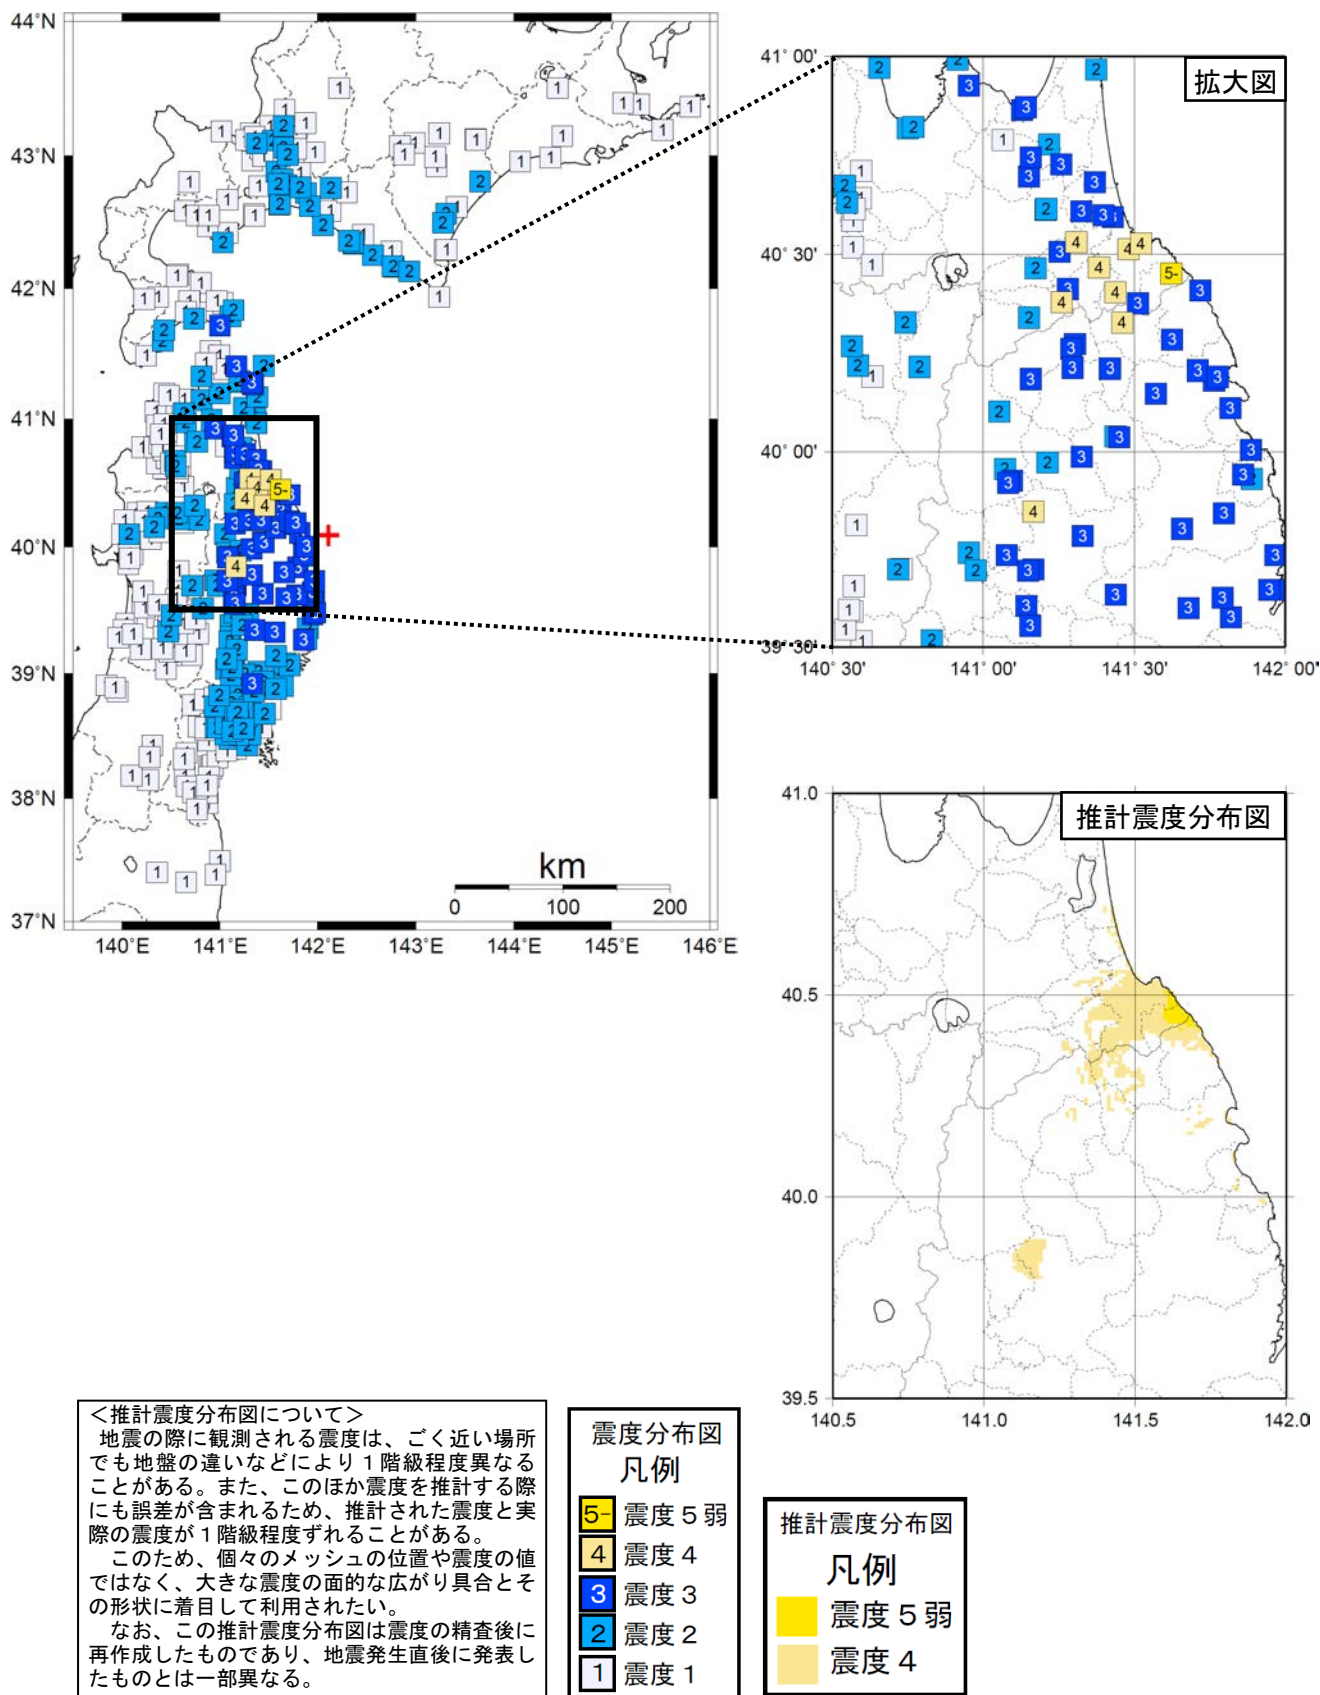 44°N
43°N
42°N
41°N
40°N
39°N
38°N
37°N
140°E
141°E
142°E
143°E
144°E
145°E
146°E
km
0
100
200
拡大図
41° 00'
40° 30'
40° 00'
39° 30'
140° 30'
141° 00'
141° 30'
142° 00'
5-
4
3
2
1
推計震度分布図
41.0
40.5
40.0
39.5
140.5
141.0
141.5
142.0
＜推計震度分布図について＞
地震の際に観測される震度は、ごく近い場所
でも地盤の違いなどにより１階級程度異なる
ことがある。また、このほか震度を推計する際
にも誤差が含まれるため、推計された震度と実
際の震度が１階級程度ずれることがある。
このため、個々のメッシュの位置や震度の値
ではなく、大きな震度の面的な広がり具合とそ
の形状に着目して利用されたい。
なお、この推計震度分布図は震度の精査後に
再作成したものであり、地震発生直後に発表し
たものとは一部異なる。
震度分布図
凡例
5- 震度５弱
4 震度４
3 震度３
2 震度２
1 震度１
推計震度分布図
凡例
震度５弱
震度４